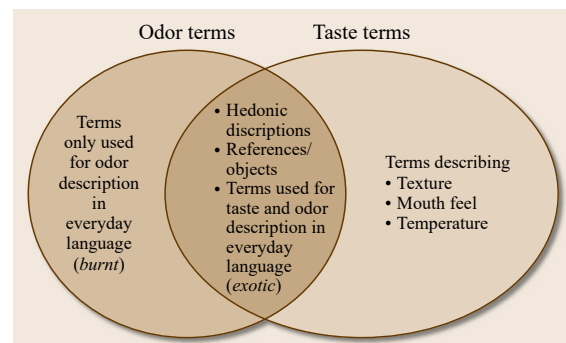 Odor terms
Taste terms
Terms
only used
for odor
description
in
everyday
language
(burnt)
• Hedonic
discriptions
• References/
objects
• Terms used for
taste and odor
description in
everyday
language
(exotic)
Terms describing
• Texture
• Mouth feel
• Temperature